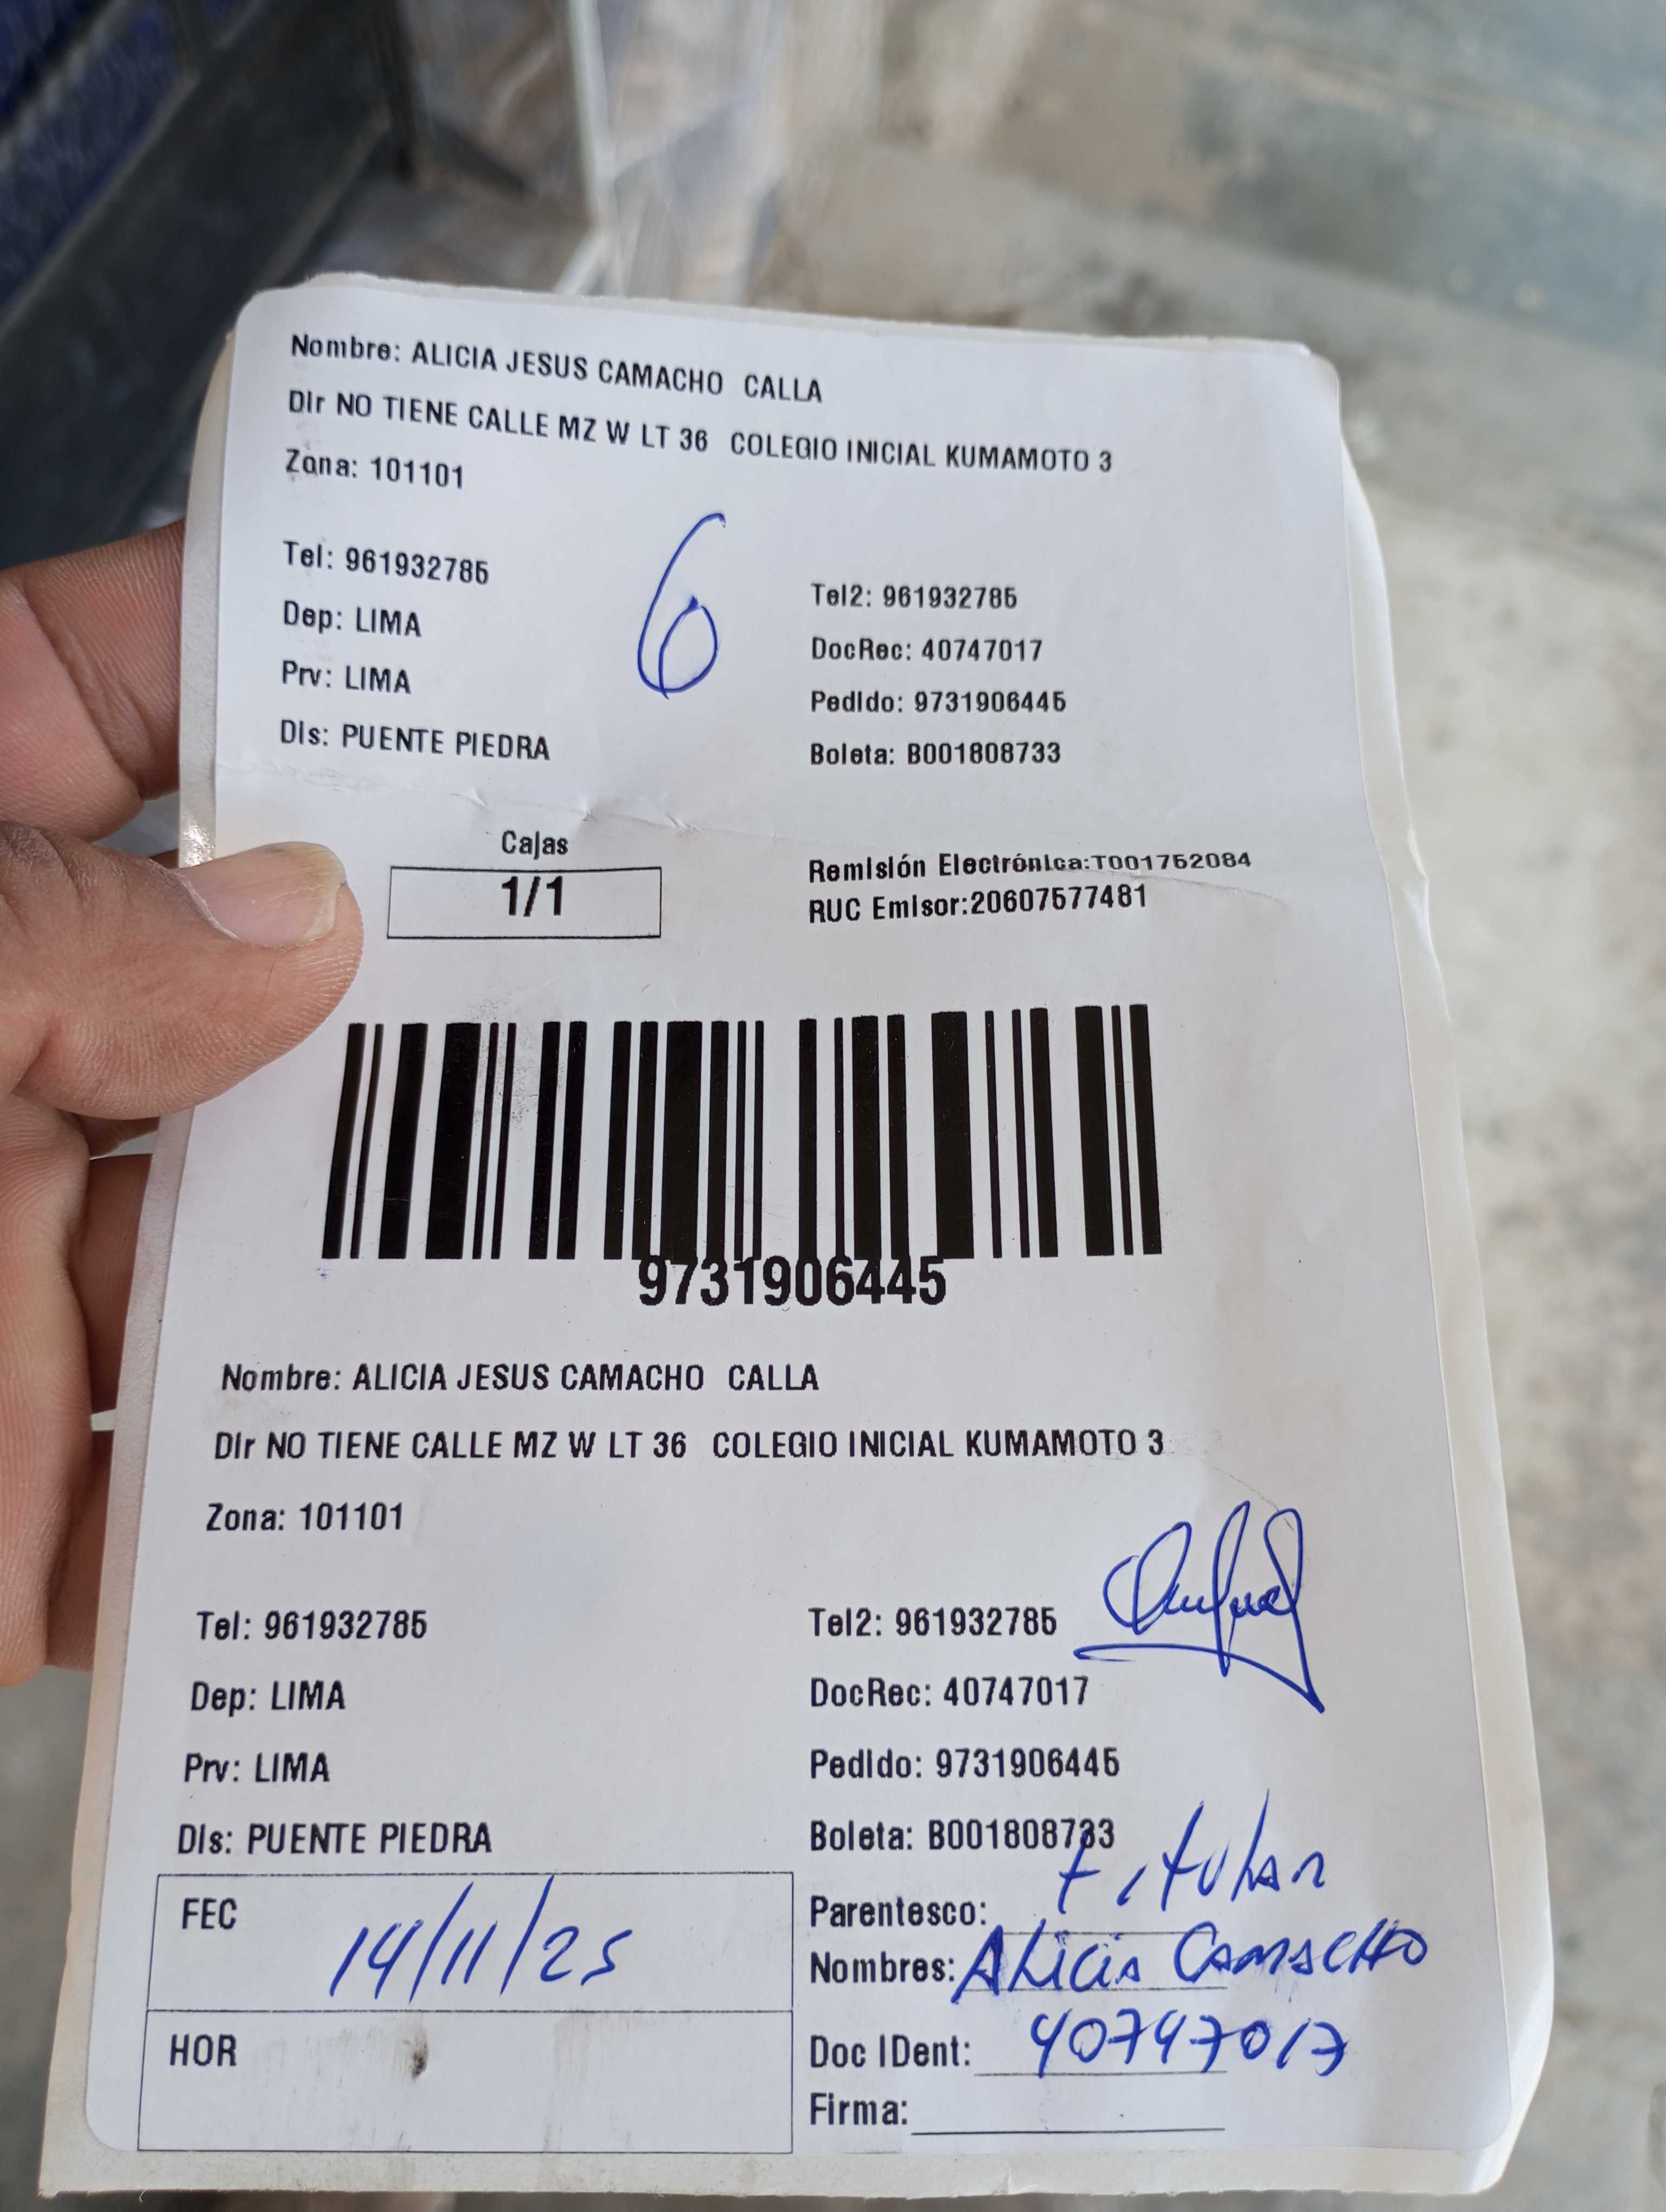 Nombre: ALICIA JESUS CAMACHO CALLA
Dir NO TIENE CALLE MZ W LT 36 COLEGIO INICIAL KUMAMOTO 3
Zona: 101101
6
Tel: 961932785
Tel2: 961932785
Dep: LIMA
DocRec: 40747017
Prv: LIMA
Pedido: 9731906445
Dis: PUENTE PIEDRA
Boleta: B001808733
Cajas
1/1
Remisión Electrónica:T001752084
RUC Emisor:20607577481
9731906445
Nombre: ALICIA JESUS CAMACHO CALLA
Dir NO TIENE CALLE MZ W LT 36 COLEGIO INICIAL KUMAMOTO 3
Zona: 101101
Tel: 961932785
Tel2: 961932785
Dep: LIMA
DocRec: 40747017
Prv: LIMA
Pedido: 9731906445
Dis: PUENTE PIEDRA
Boleta: B001808733
FEC 14/11/25
Parentesco: titular
Nombres: Alicia Camacho
HOR
Doc IDent: 40747017
Firma: